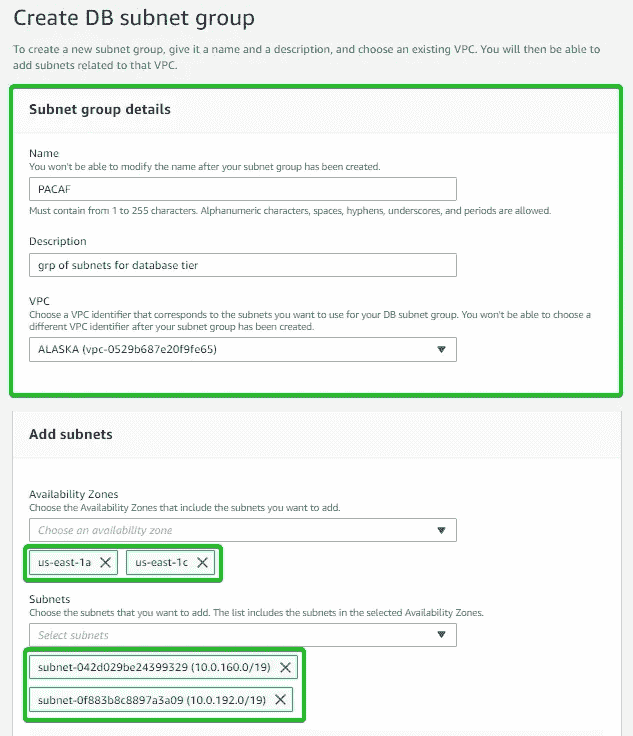 Create DB subnet group
To create a new subnet group, give it a name and a description, and choose an existing VPC. You will then be able to
add subnets related to that VPC.
Subnet group details
Name
You won't be able to modify the name after your subnet group has been created.
PACAF
Must contain from 1 to 255 characters. Alphanumeric characters, spaces, hyphens, underscores, and periods are allowed.
Description
grp of subnets for database tier
VPC
Choose a VPC identifier that corresponds to the subnets you want to use for your DB subnet group. You won't be able to choose a
different VPC identifier after your subnet group has been created.
ALASKA (vpc-0529b687e20f9fe65)
Add subnets
Availability Zones
Choose the Availability Zones that include the subnets you want to add.
Choose an availability zone
us-east-1a us-east-1c
Subnets
Choose the subnets that you want to add. The list includes the subnets in the selected Availability Zones.
Select subnets
subnet-042d029be24399329 (10.0.160.0/19)
subnet-0f883b8c8897a3a09 (10.0.192.0/19)